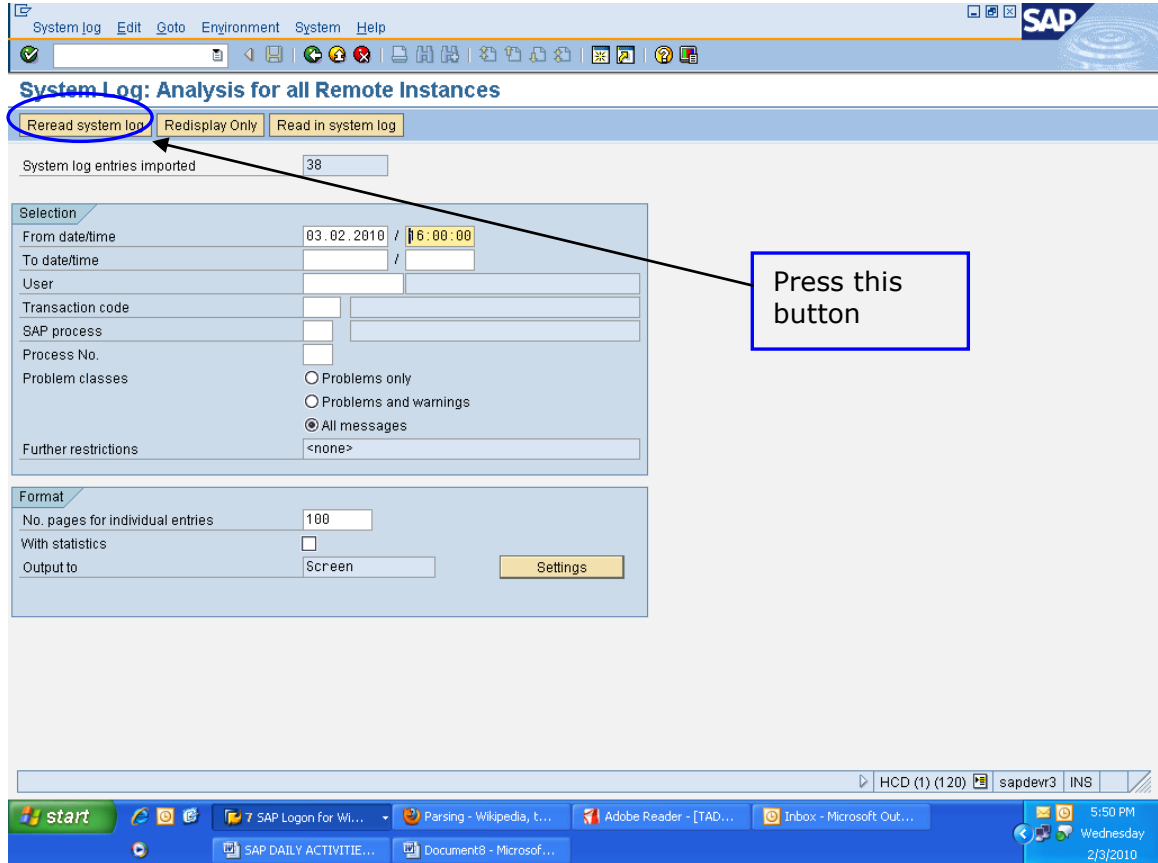 System log Edit Goto Environment System Help
SAP
System Log: Analysis for all Remote Instances
Reread system log Redisplay Only Read in system log
System log entries imported 38
Selection
From date/time 03.02.2010 / 16:00:00
To date/time /
User
Transaction code
SAP process
Process No.
Problem classes Problems only
Problems and warnings
All messages
Further restrictions <none>
Press this
button
Format
No. pages for individual entries 100
With statistics
Output to Screen Settings
HCD (1) (120) sapdevr3 INS
start 7 SAP Logon for Wi... Parsing - Wikipedia, t... Adobe Reader - [TAD... Inbox - Microsoft Out... 5:50 PM
SAP DAILY ACTIVITIE... Document8 - Microsof... Wednesday
2/3/2010